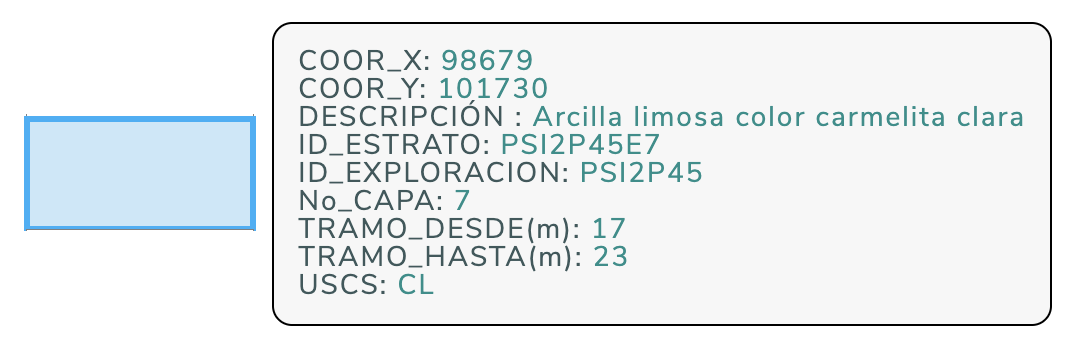 COOR_X: 98679
COOR_Y: 101730
DESCRIPCIÓN : Arcilla limosa color carmelita clara
ID_ESTRATO: PSI2P45E7
ID_EXPLORACION: PSI2P45
No_CAPA: 7
TRAMO_DESDE(m): 17
TRAMO_HASTA(m): 23
USCS: CL